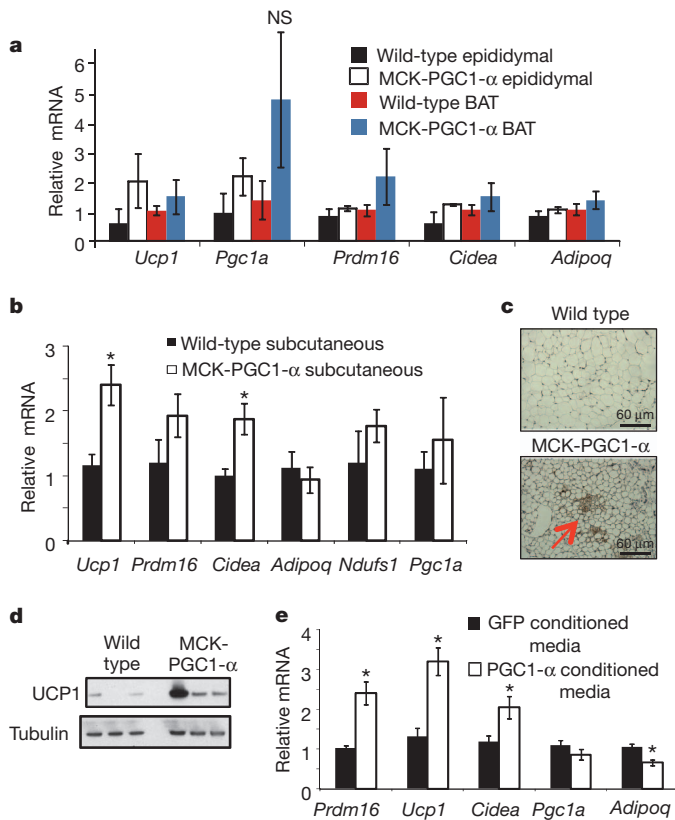 a
NS
Wild-type epididymal
MCK-PGC1-α epididymal
Wild-type BAT
MCK-PGC1-α BAT
Relative mRNA
6
5
4
3
2
1
0
Ucp1 Pgc1a Prdm16 Cidea Adipoq
b
Wild-type subcutaneous
MCK-PGC1-α subcutaneous
Relative mRNA
3
2
1
0
* *
Ucp1 Prdm16 Cidea Adipoq Ndufs1 Pgc1a
c
Wild type
60 μm
MCK-PGC1-α
60 μm
d
Wild
type
MCK-
PGC1-α
UCP1
Tubulin
e
GFP conditioned
media
PGC1-α conditioned
media
Relative mRNA
4
3
2
1
0
* * * *
Prdm16 Ucp1 Cidea Pgc1a Adipoq